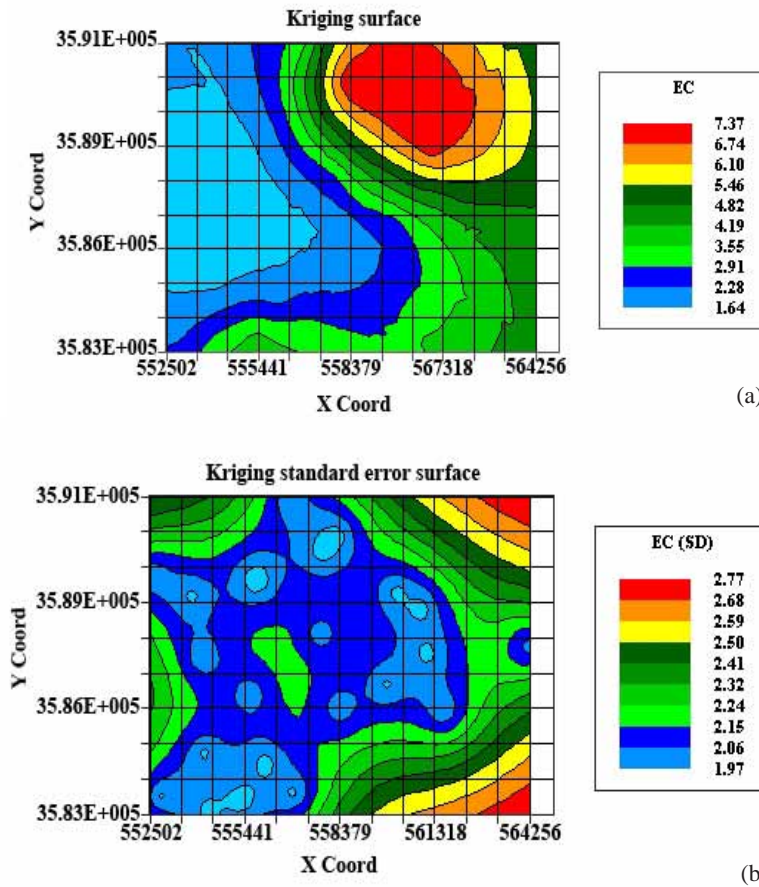 Kriging surface
35.91E+005
35.89E+005
35.86E+005
35.83E+005
Y Coord
552502 555441 558379 567318 564256
X Coord
EC
7.37
6.74
6.10
5.46
4.82
4.19
3.55
2.91
2.28
1.64
(a)
Kriging standard error surface
35.91E+005
35.89E+005
35.86E+005
35.83E+005
Y Coord
552502 555441 558379 561318 564256
X Coord
EC (SD)
2.77
2.68
2.59
2.50
2.41
2.32
2.24
2.15
2.06
1.97
(b